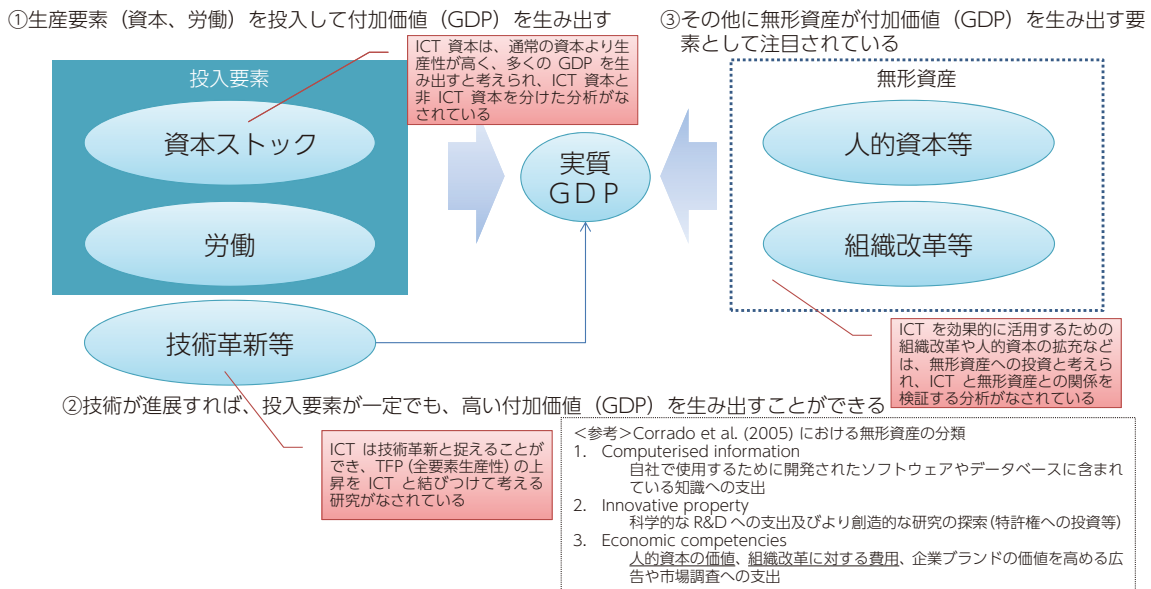 ①生産要素（資本、労働）を投入して付加価値（GDP）を生み出す
③その他に無形資産が付加価値（GDP）を生み出す要
素として注目されている
ICT 資本は、通常の資本より生
産性が高く、多くの GDP を生
み出すと考えられ、ICT 資本と
非 ICT 資本を分けた分析がな
されている
投入要素
資本ストック
労働
技術革新等
実質
ＧＤＰ
無形資産
人的資本等
組織改革等
ICT を効果的に活用するための
組織改革や人的資本の拡充など
は、無形資産への投資と考えら
れ、ICT と無形資産との関係を
検証する分析がなされている
②技術が進展すれば、投入要素が一定でも、高い付加価値（GDP）を生み出すことができる
ICT は技術革新と捉えることが
でき、TFP（全要素生産性）の上
昇を ICT と結びつけて考える
研究がなされている
＜参考＞Corrado et al. (2005) における無形資産の分類
1. Computerised information
自社で使用するために開発されたソフトウェアやデータベースに含まれ
ている知識への支出
2. Innovative property
科学的な R&D への支出及びより創造的な研究の探索（特許権への投資等）
3. Economic competencies
人的資本の価値、組織改革に対する費用、企業ブランドの価値を高める広
告や市場調査への支出